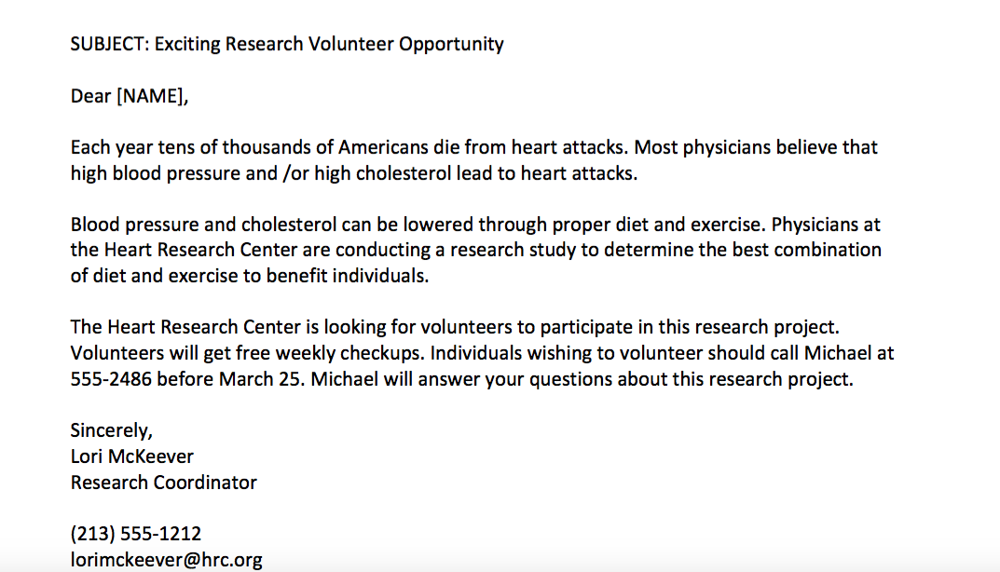 SUBJECT: Exciting Research Volunteer Opportunity
Dear [NAME],
Each year tens of thousands of Americans die from heart attacks. Most physicians believe that
high blood pressure and /or high cholesterol lead to heart attacks.
Blood pressure and cholesterol can be lowered through proper diet and exercise. Physicians at
the Heart Research Center are conducting a research study to determine the best combination
of diet and exercise to benefit individuals.
The Heart Research Center is looking for volunteers to participate in this research project.
Volunteers will get free weekly checkups. Individuals wishing to volunteer should call Michael at
555-2486 before March 25. Michael will answer your questions about this research project.
Sincerely,
Lori McKeever
Research Coordinator
(213) 555-1212
lorimckeever@hrc.org